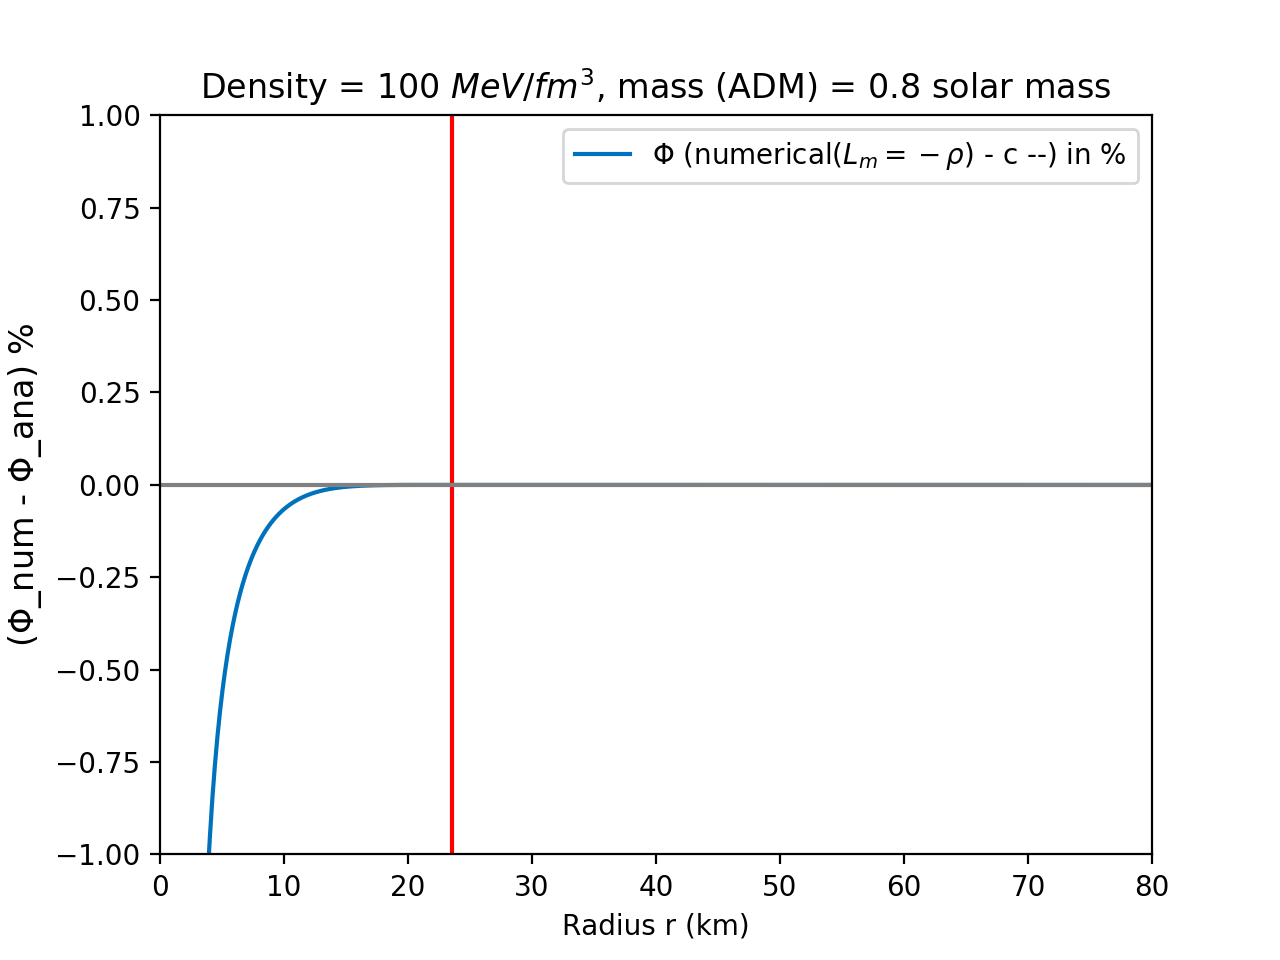 Density = 100 MeV/fm³, mass (ADM) = 0.8 solar mass
Φ (numerical(Lₘ = − ρ) - c --) in %
(Φ_num - Φ_ana) %
1.00
0.75
0.50
0.25
0.00
−0.25
−0.50
−0.75
−1.00
0 10 20 30 40 50 60 70 80
Radius r (km)